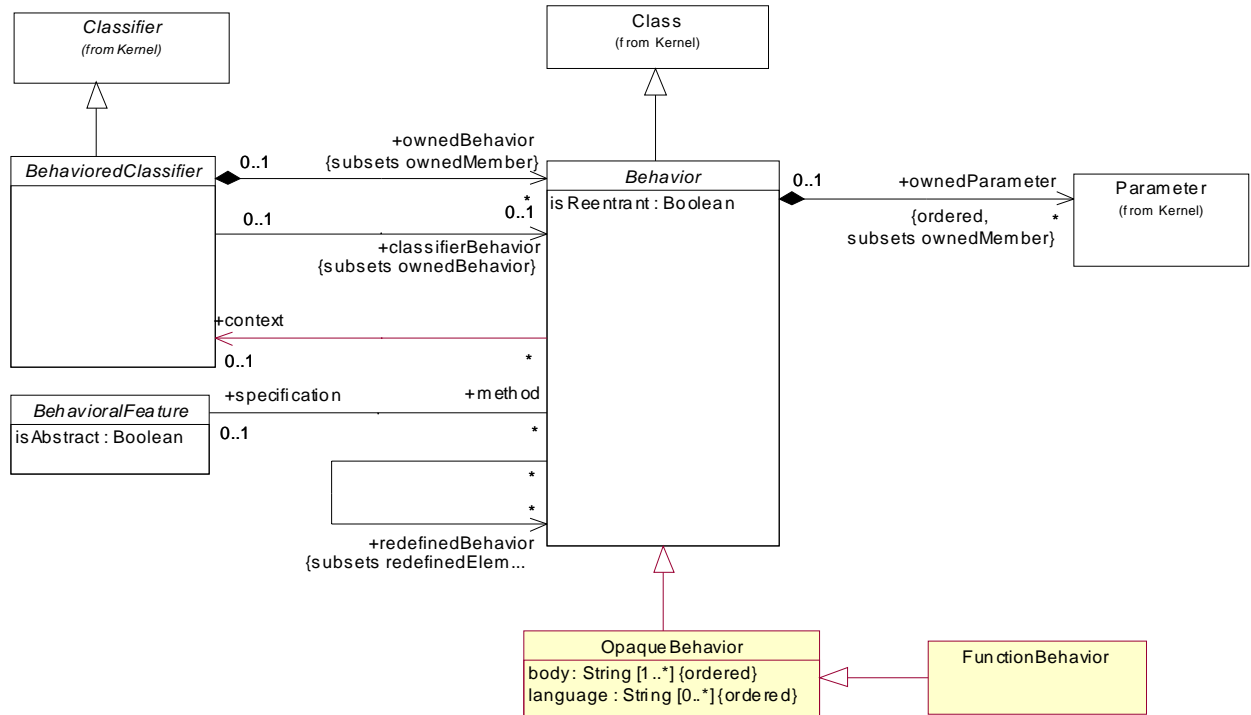 Classifier
(from Kernel)
Class
(from Kernel)
BehavioredClassifier
0..1
+ownedBehavior
{subsets ownedMember}
*
0..1
0..1
+classifierBehavior
{subsets ownedBehavior}
+context
0..1
*
Behavior
isReentrant : Boolean
0..1
+ownedParameter
{ordered,
subsets ownedMember}
*
Parameter
(from Kernel)
BehavioralFeature
isAbstract : Boolean
+specification
0..1
+method
*
*
*
+redefinedBehavior
{subsets redefinedElem...
OpaqueBehavior
body : String [1..*] {ordered}
language : String [0..*] {ordered}
FunctionBehavior